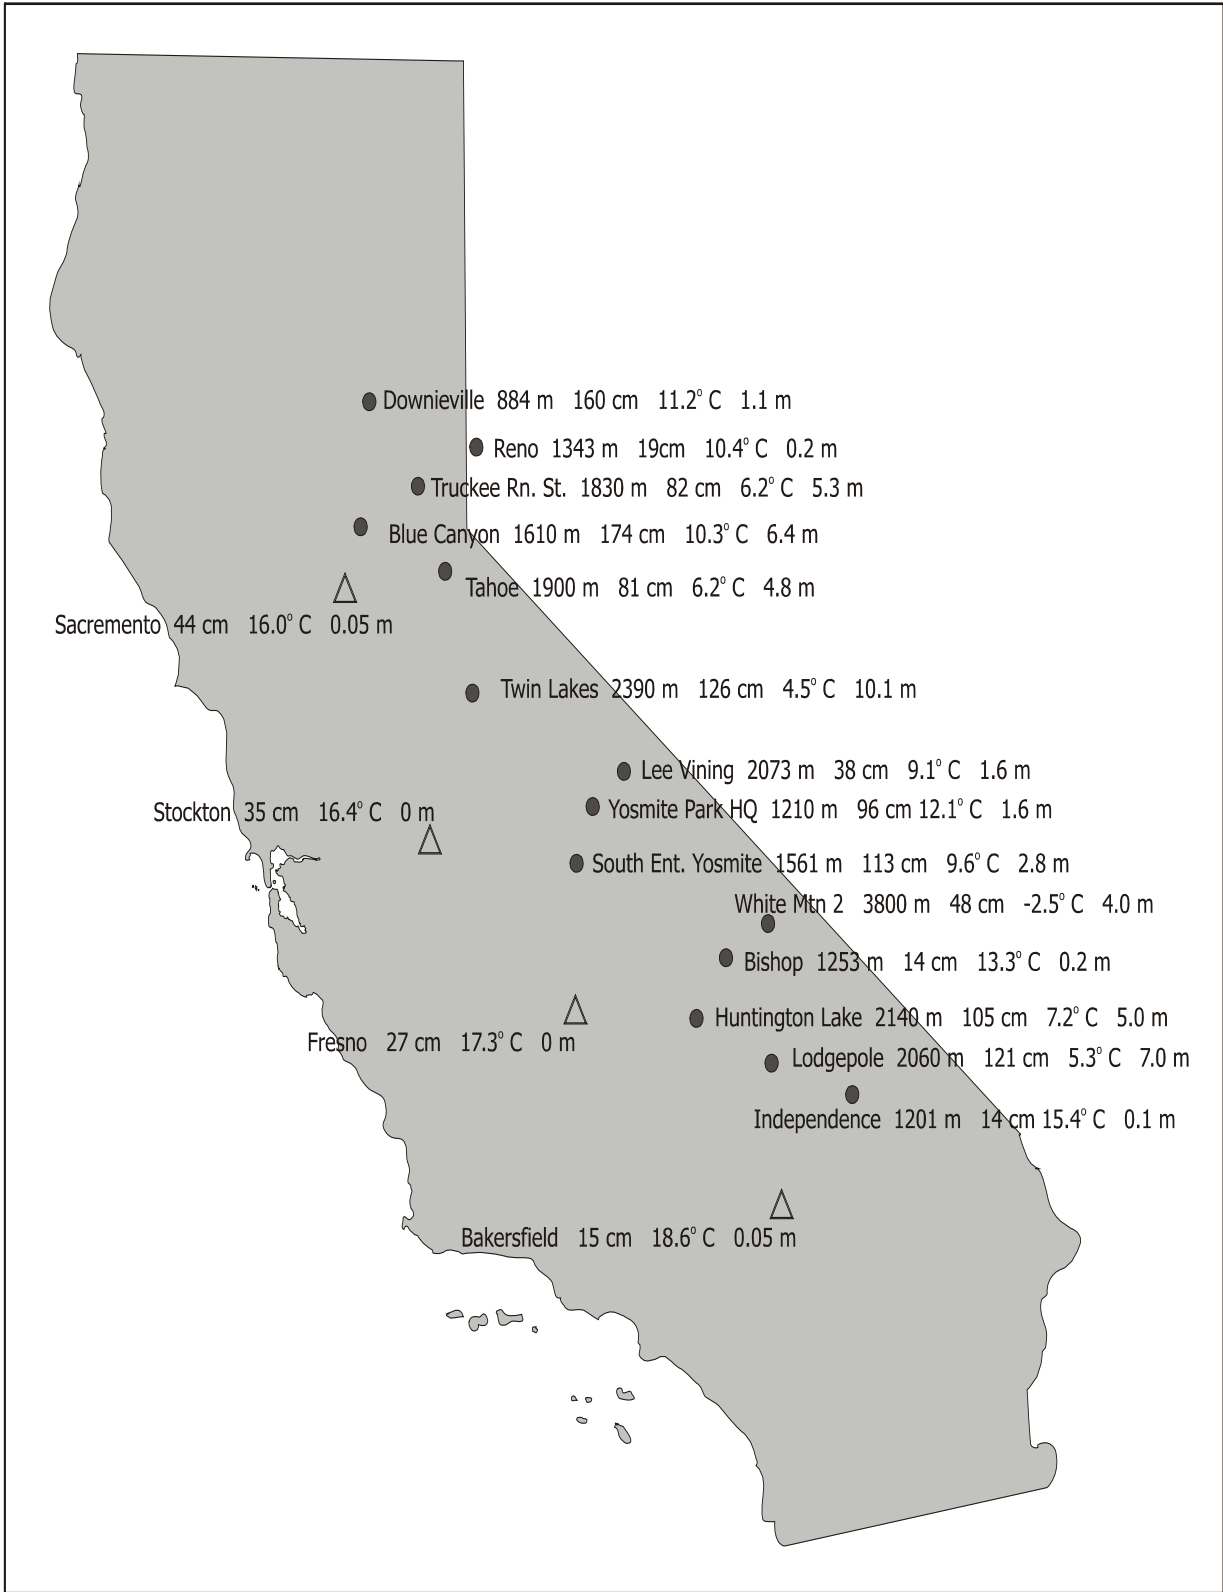 Downieville 884 m 160 cm 11.2° C 1.1 m
Reno 1343 m 19cm 10.4° C 0.2 m
Truckee Rn. St. 1830 m 82 cm 6.2° C 5.3 m
Blue Canyon 1610 m 174 cm 10.3° C 6.4 m
Tahoe 1900 m 81 cm 6.2° C 4.8 m
Sacremento 44 cm 16.0° C 0.05 m
Twin Lakes 2390 m 126 cm 4.5° C 10.1 m
Lee Vining 2073 m 38 cm 9.1° C 1.6 m
Yosmite Park HQ 1210 m 96 cm 12.1° C 1.6 m
Stockton 35 cm 16.4° C 0 m
South Ent. Yosmite 1561 m 113 cm 9.6° C 2.8 m
White Mtn 2 3800 m 48 cm -2.5° C 4.0 m
Bishop 1253 m 14 cm 13.3° C 0.2 m
Huntington Lake 2140 m 105 cm 7.2° C 5.0 m
Fresno 27 cm 17.3° C 0 m
Lodgepole 2060 m 121 cm 5.3° C 7.0 m
Independence 1201 m 14 cm 15.4° C 0.1 m
Bakersfield 15 cm 18.6° C 0.05 m